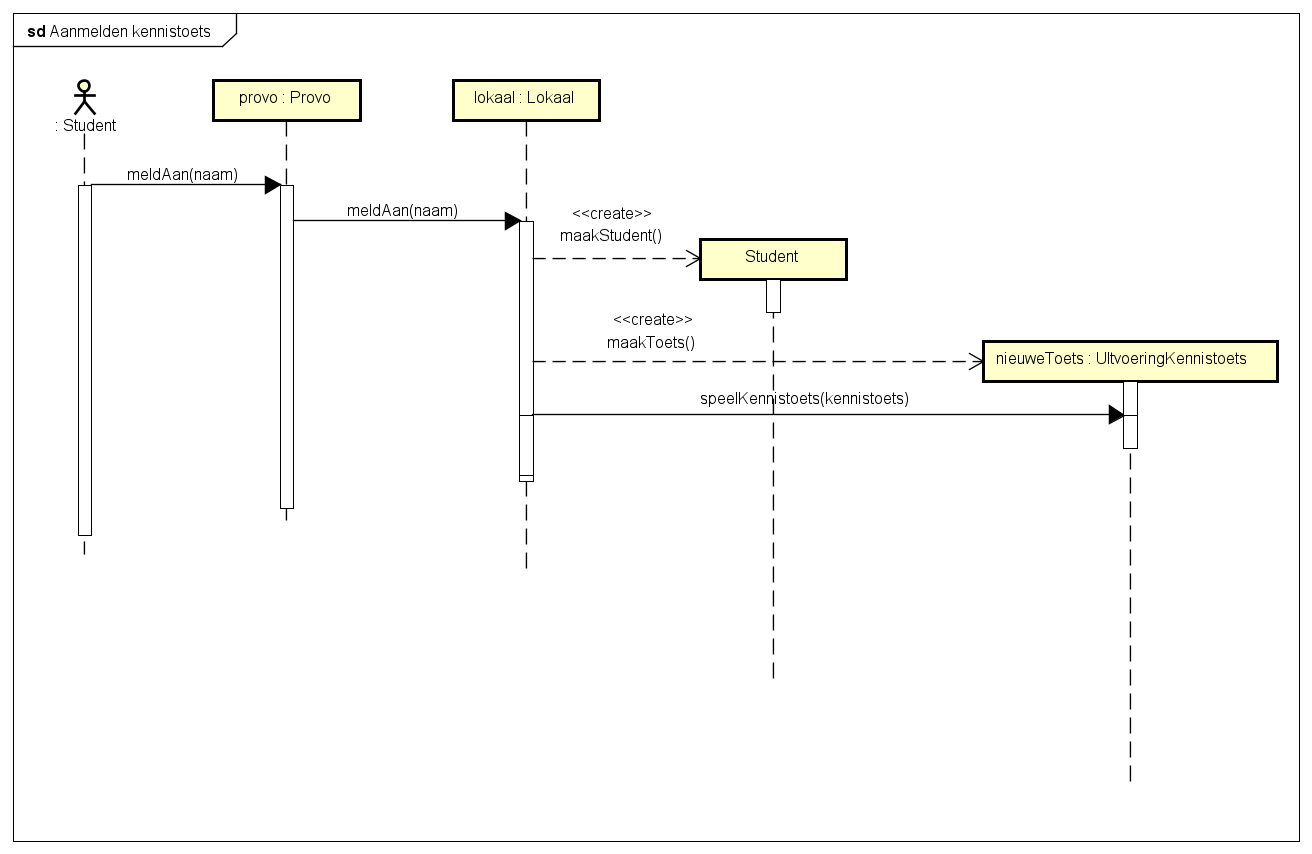 sd Aanmelden kennistoets
: Student
provo : Provo
lokaal : Lokaal
meldAan(naam)
meldAan(naam)
<<create>>
maakStudent()
Student
<<create>>
maakToets()
nieuweToets : UItvoeringKennistoets
speelKennistoets(kennistoets)